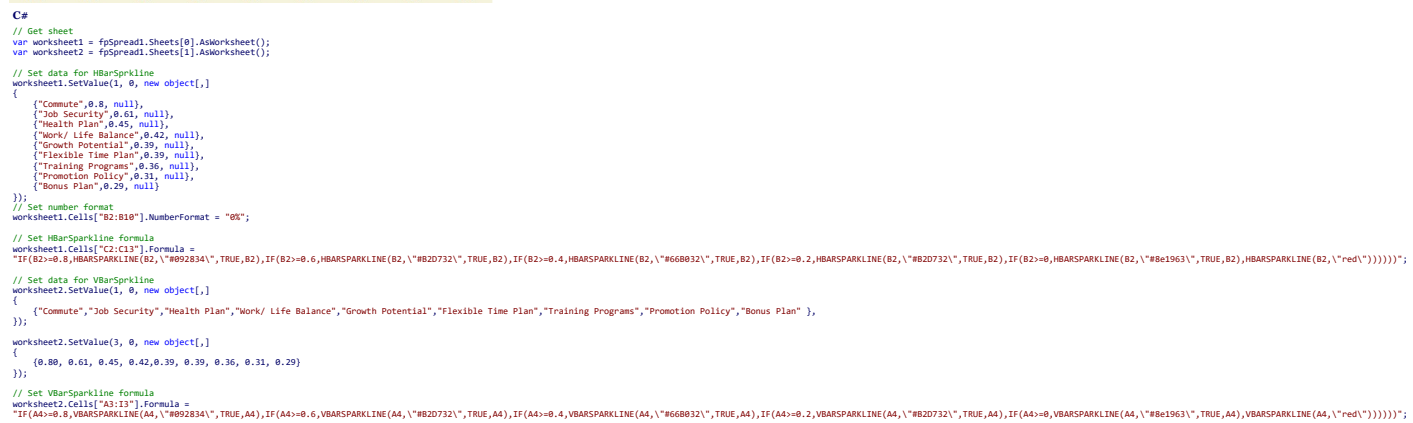 C#
// Get sheet
var worksheet1 = fpSpread1.Sheets[0].AsWorksheet();
var worksheet2 = fpSpread1.Sheets[1].AsWorksheet();
// Set data for HBarSprkline
worksheet1.SetValue(1, 0, new object[,]
{
{"Commute",0.8, null},
{"Job Security",0.61, null},
{"Health Plan",0.45, null},
{"Work/ Life Balance",0.42, null},
{"Growth Potential",0.39, null},
{"Flexible Time Plan",0.39, null},
{"Training Programs",0.36, null},
{"Promotion Policy",0.31, null},
{"Bonus Plan",0.29, null}
});
// Set number format
worksheet1.Cells["B2:B10"].NumberFormat = "0%";
// Set HBarSparkline formula
worksheet1.Cells["C2:C13"].Formula =
"IF(B2>=0.8,HBARSPARKLINE(B2,\"#092834\",TRUE,B2),IF(B2>=0.6,HBARSPARKLINE(B2,\"#B2D732\",TRUE,B2),IF(B2>=0.4,HBARSPARKLINE(B2,\"#66B032\",TRUE,B2),IF(B2>=0.2,HBARSPARKLINE(B2,\"#B2D732\",TRUE,B2),IF(B2>=0,HBARSPARKLINE(B2,\"#8e1963\",TRUE,B2),HBARSPARKLINE(B2,\"red\"))))))";
// Set data for VBarSprkline
worksheet2.SetValue(1, 0, new object[,]
{
{"Commute","Job Security","Health Plan","Work/ Life Balance","Growth Potential","Flexible Time Plan","Training Programs","Promotion Policy","Bonus Plan" },
});
worksheet2.SetValue(3, 0, new object[,]
{
{0.80, 0.61, 0.45, 0.42,0.39, 0.39, 0.36, 0.31, 0.29}
});
// Set VBarSparkline formula
worksheet2.Cells["A3:I3"].Formula =
"IF(A4>=0.8,VBARSPARKLINE(A4,\"#092834\",TRUE,A4),IF(A4>=0.6,VBARSPARKLINE(A4,\"#B2D732\",TRUE,A4),IF(A4>=0.4,VBARSPARKLINE(A4,\"#66B032\",TRUE,A4),IF(A4>=0.2,VBARSPARKLINE(A4,\"#B2D732\",TRUE,A4),IF(A4>=0,VBARSPARKLINE(A4,\"#8e1963\",TRUE,A4),VBARSPARKLINE(A4,\"red\"))))))";